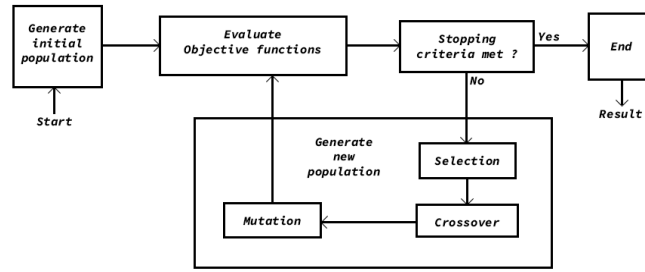 Generate
initial
population
Start
Evaluate
Objective functions
Stopping
criteria met ?
Yes
End
Result
No
Generate
new
population
Selection
Crossover
Mutation